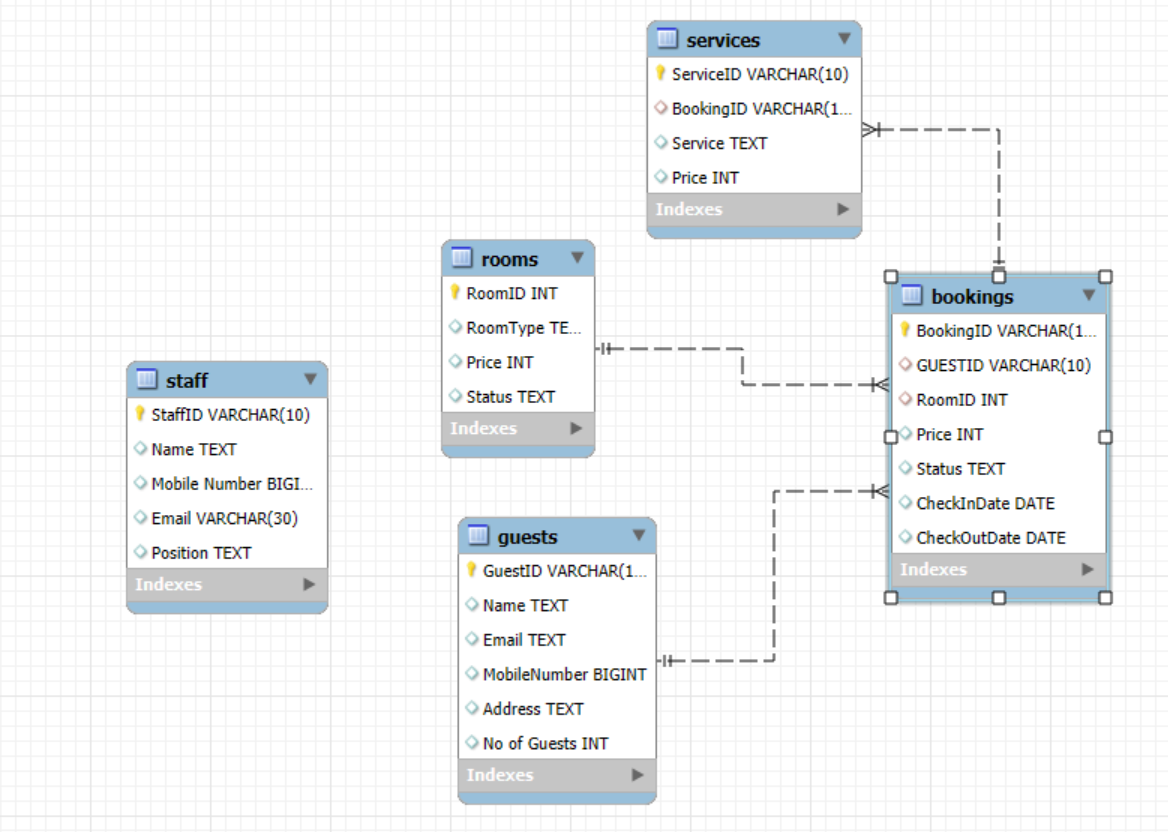 services
ServiceID VARCHAR(10)
BookingID VARCHAR(1...
Service TEXT
Price INT
Indexes
rooms
RoomID INT
RoomType TE...
Price INT
Status TEXT
Indexes
bookings
BookingID VARCHAR(1...
GUESTID VARCHAR(10)
RoomID INT
Price INT
Status TEXT
CheckInDate DATE
CheckOutDate DATE
Indexes
staff
StaffID VARCHAR(10)
Name TEXT
Mobile Number BIGI...
Email VARCHAR(30)
Position TEXT
Indexes
guests
GuestID VARCHAR(1...
Name TEXT
Email TEXT
MobileNumber BIGINT
Address TEXT
No of Guests INT
Indexes